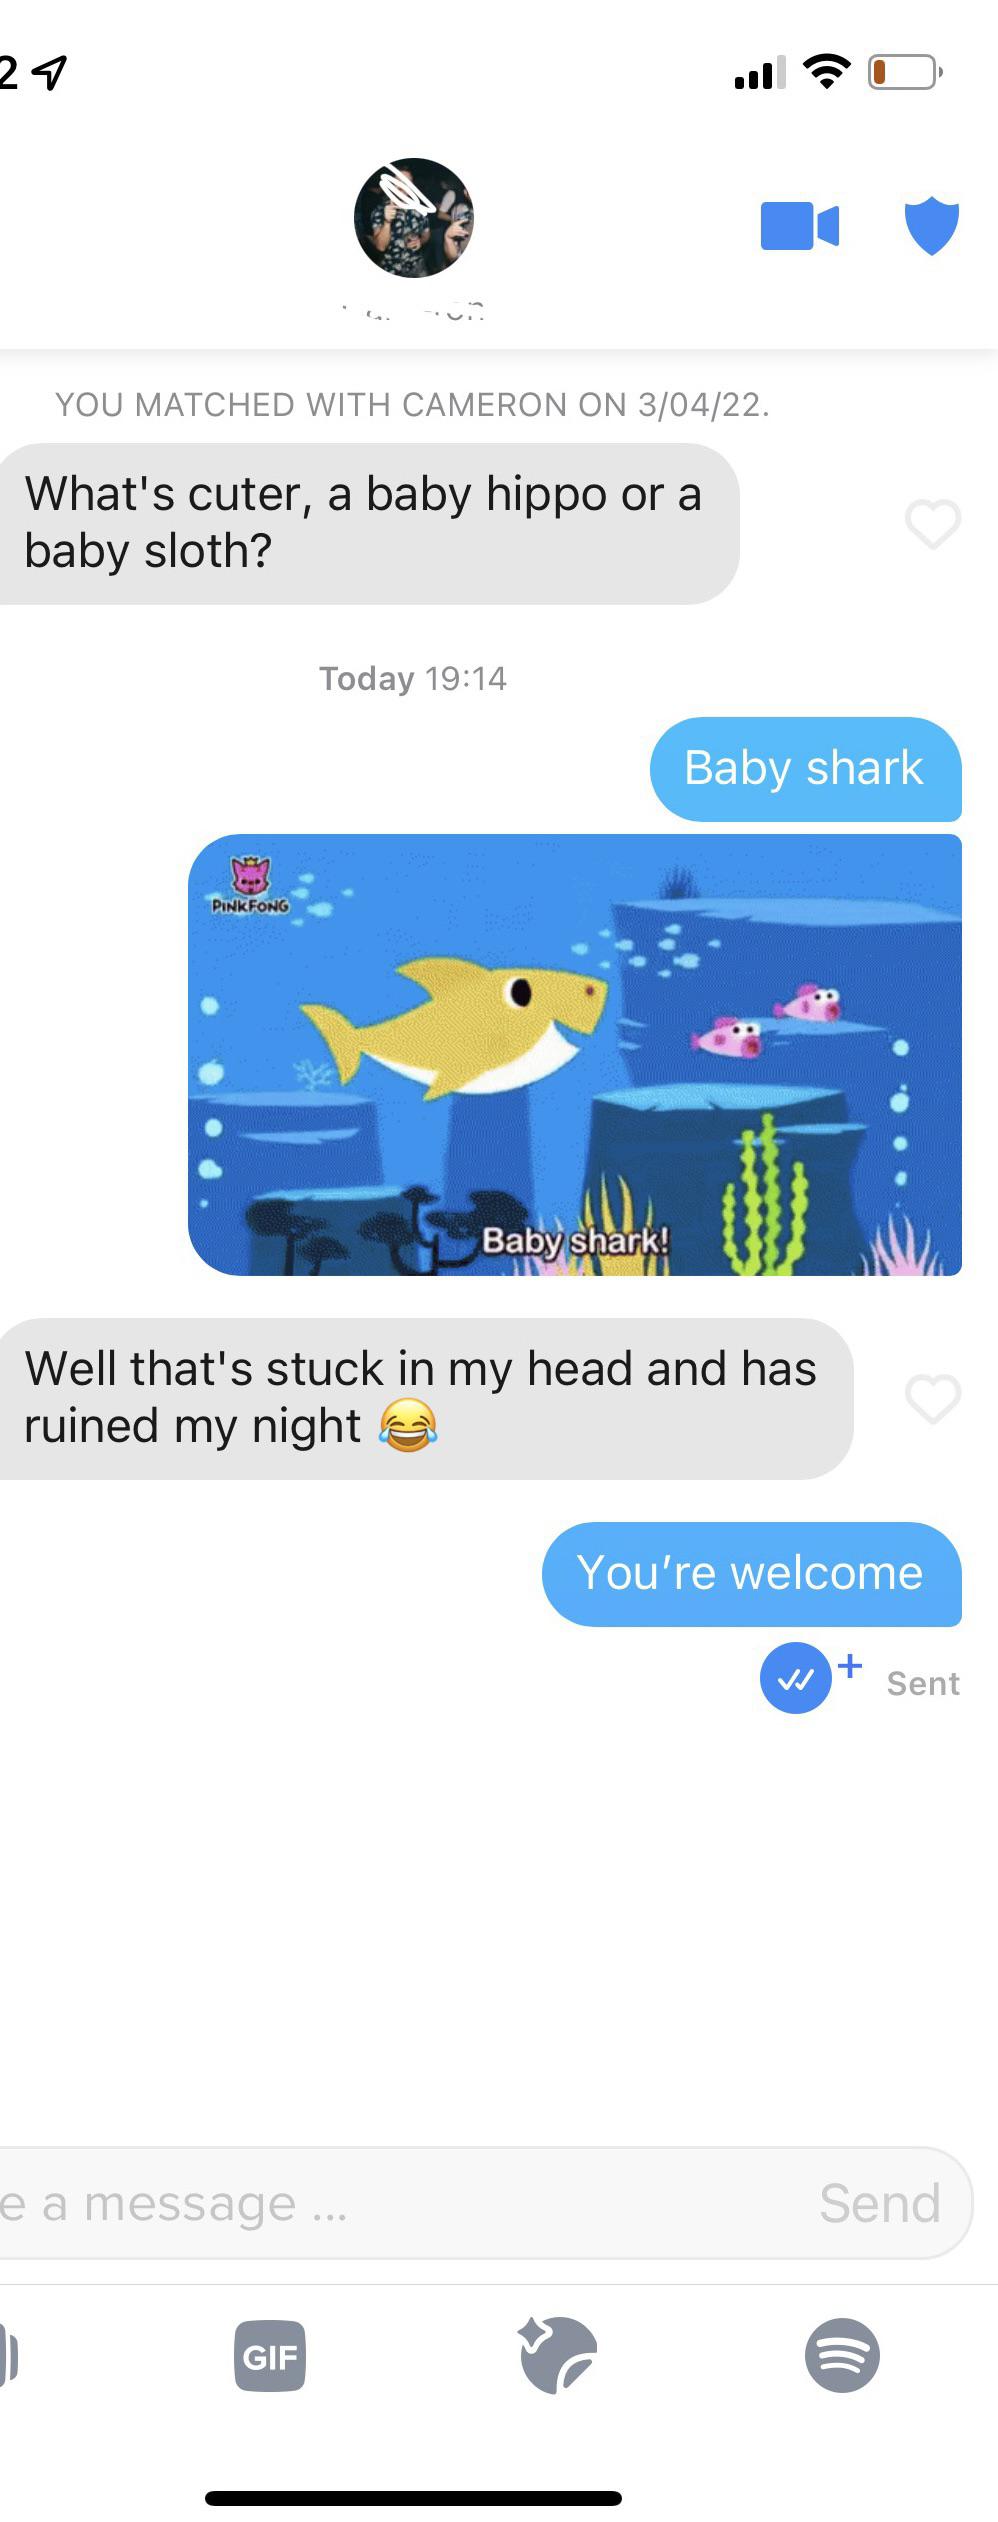 2
YOU MATCHED WITH CAMERON ON 3/04/22.
What's cuter, a baby hippo or a
baby sloth?
Today 19:14
Baby shark
PINKFONG
Baby shark!
Well that's stuck in my head and has
ruined my night 😂
You're welcome
Sent
e a message ...
Send
GIF